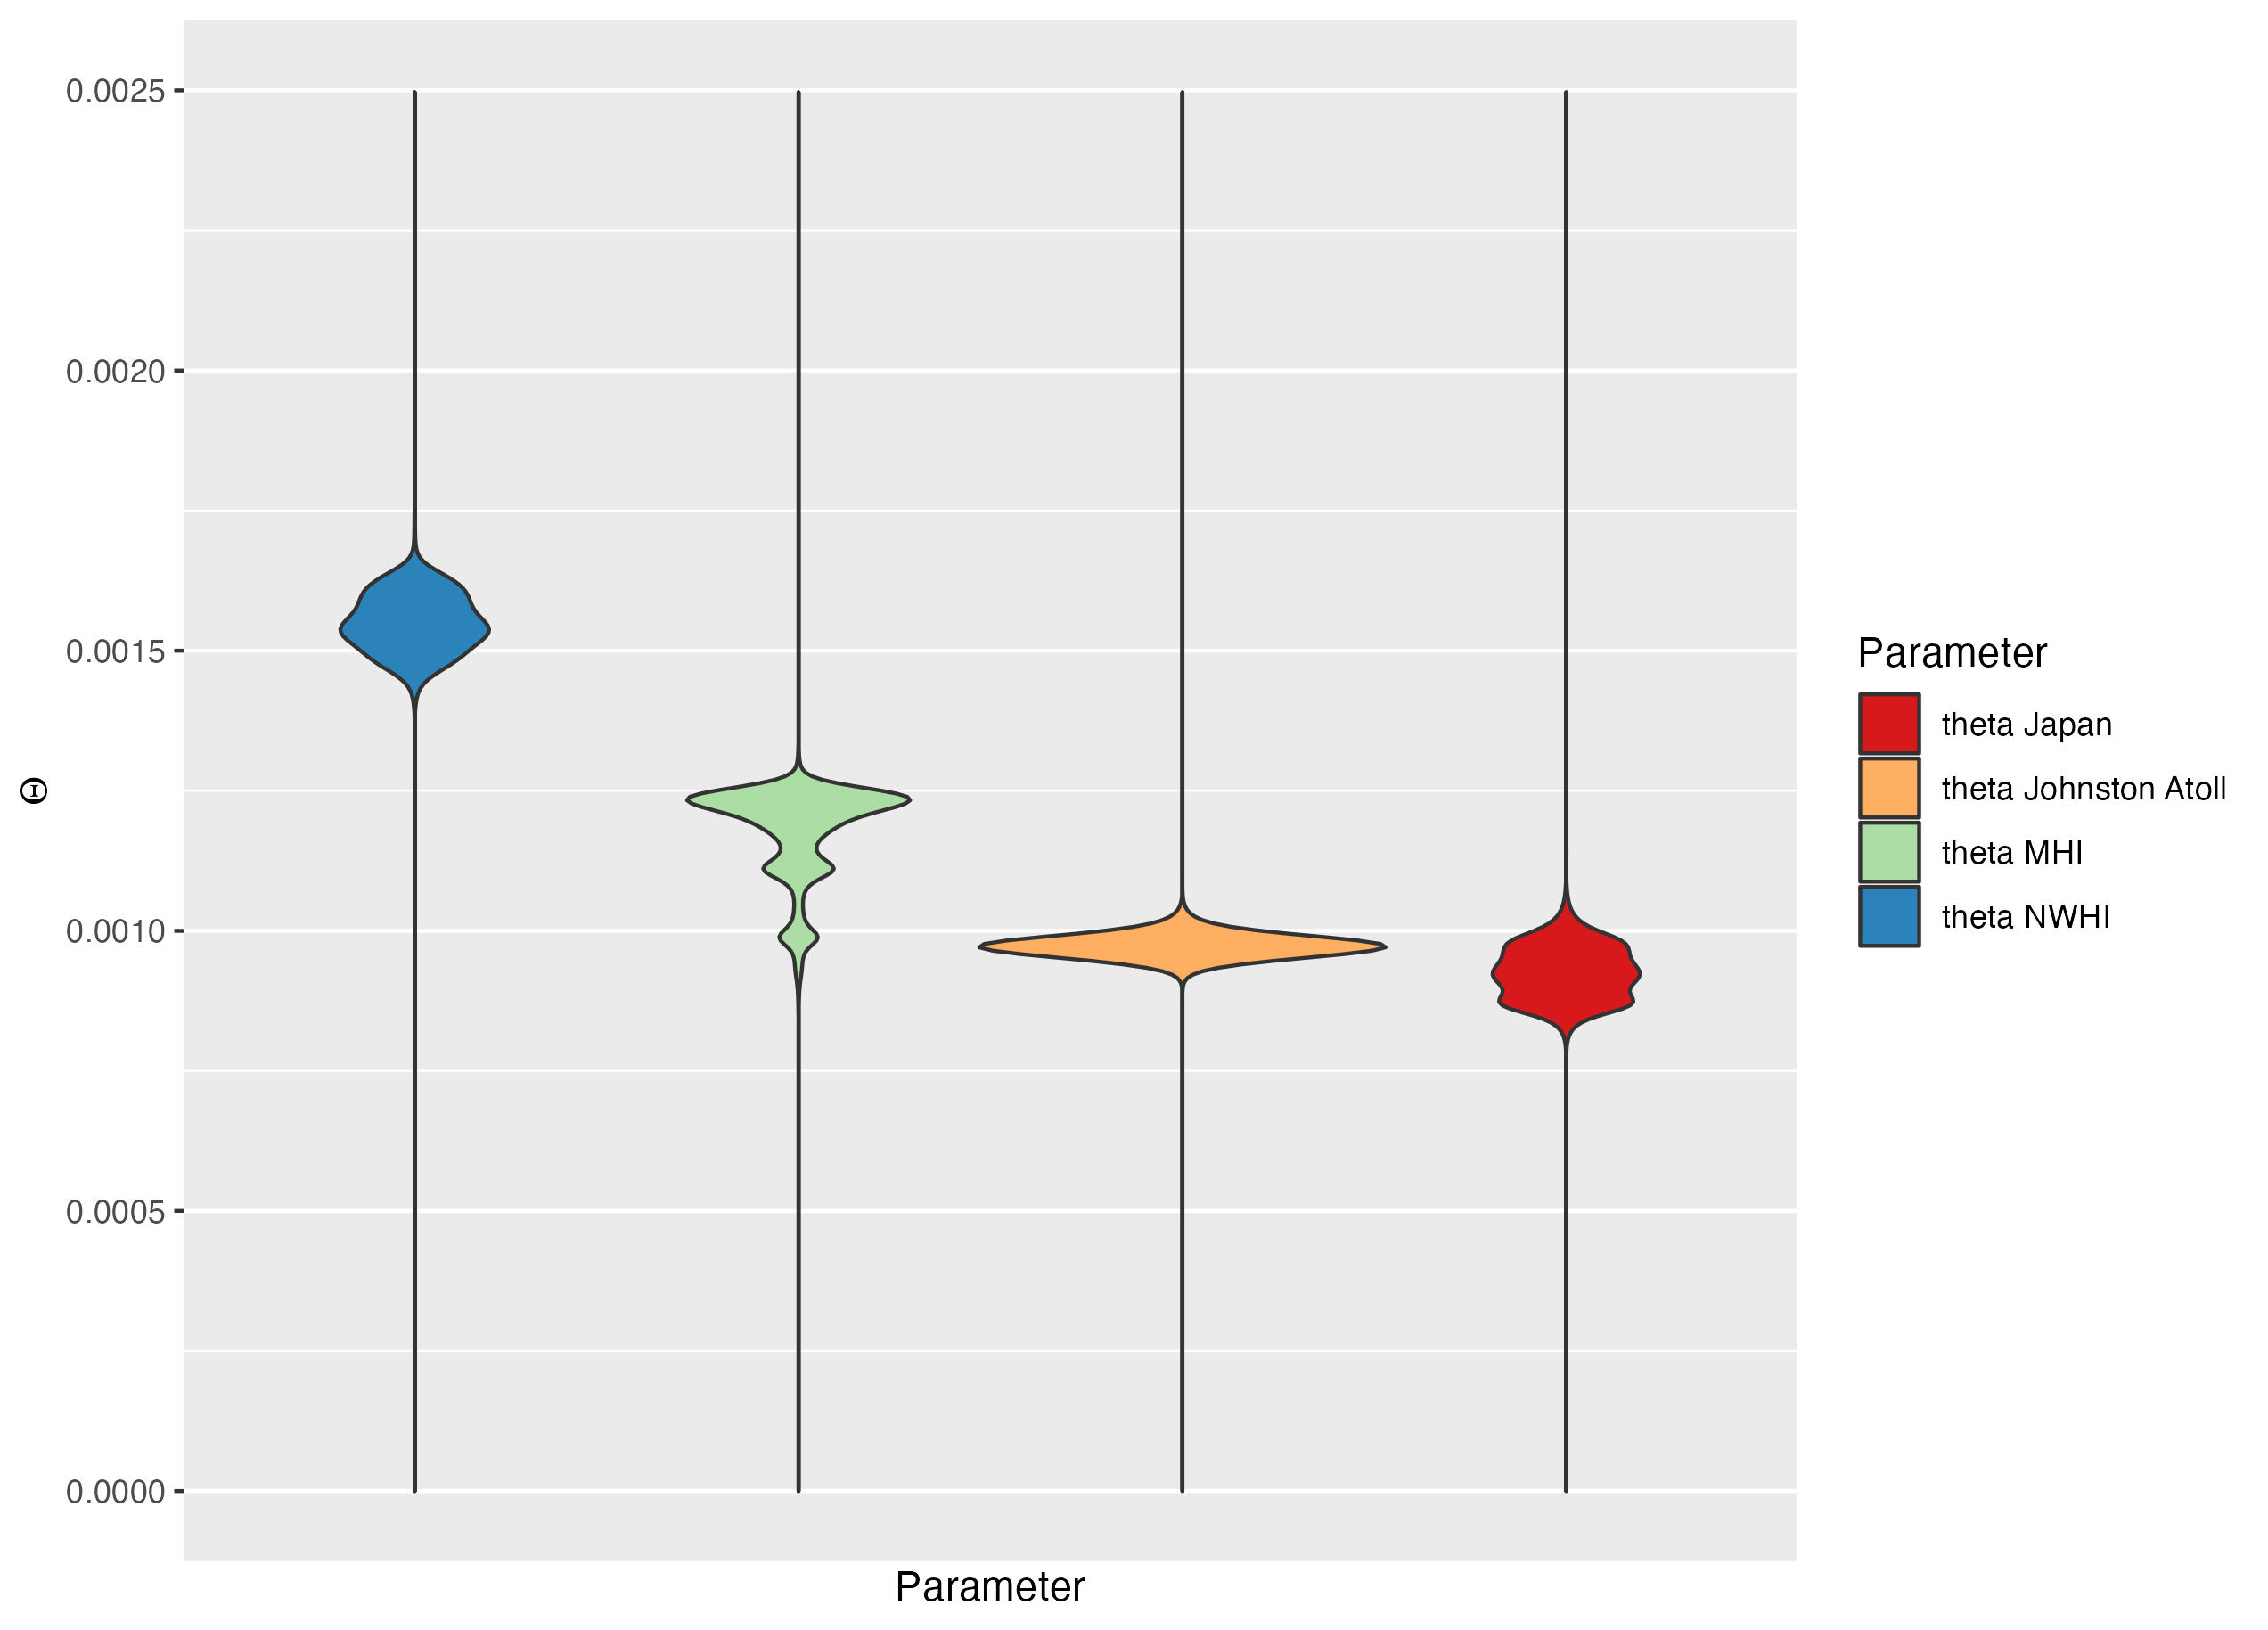 0.0025
0.0020
0.0015
0.0010
0.0005
0.0000
Θ
Parameter
Parameter
theta Japan
theta Johnston Atoll
theta MHI
theta NWHI